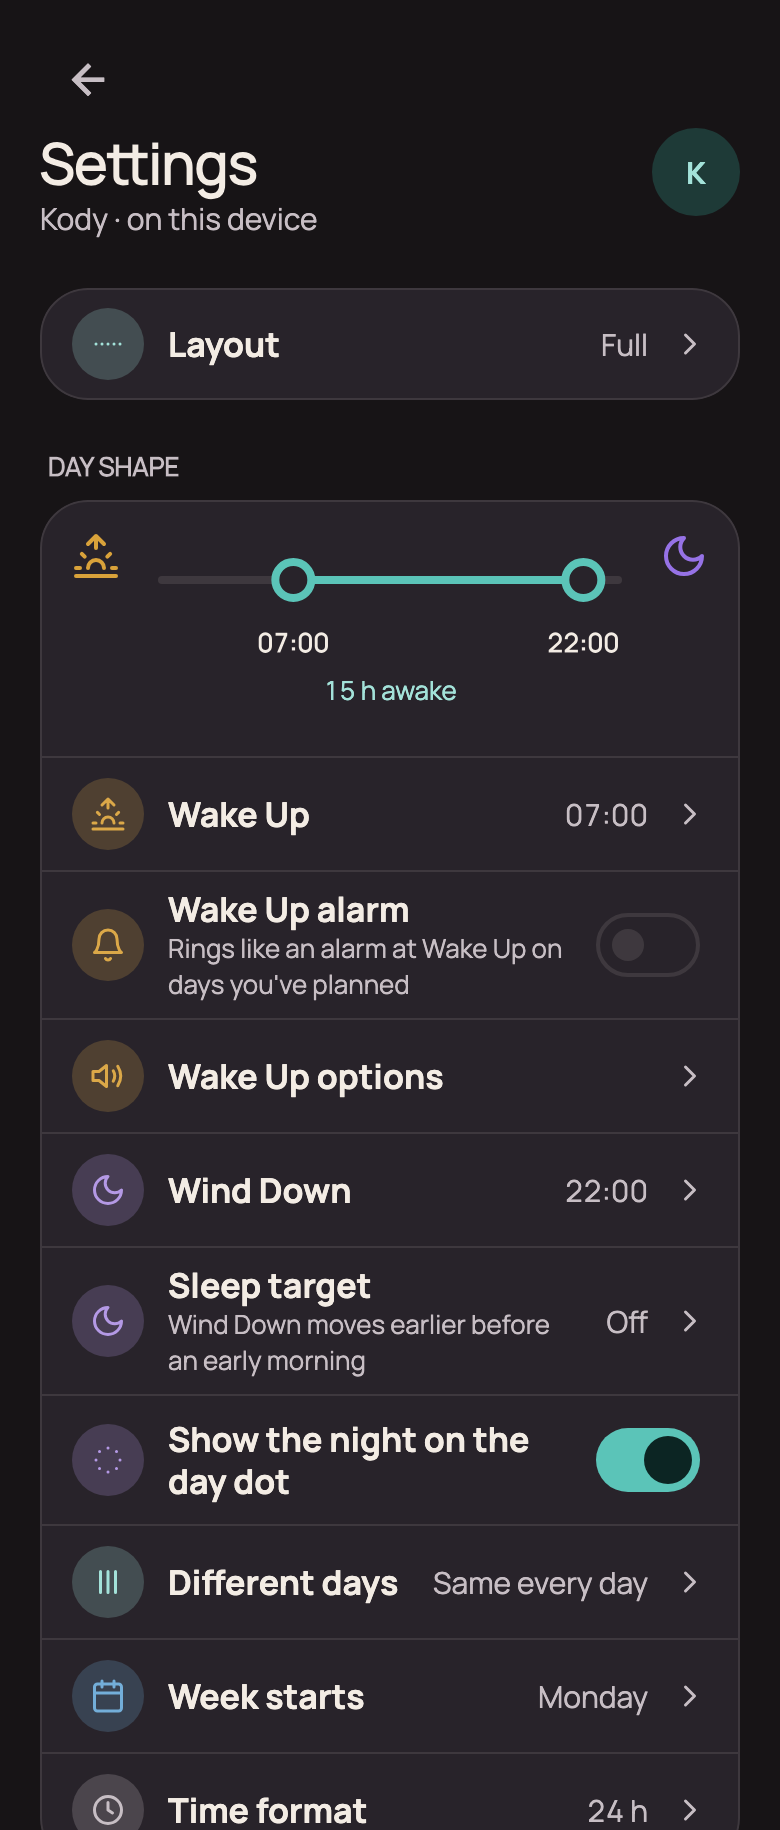 Settings
K
Kody · on this device
Layout
Full
DAY SHAPE
07:00
22:00
15 h awake
Wake Up
07:00
Wake Up alarm
Rings like an alarm at Wake Up on
days you've planned
Wake Up options
Wind Down
22:00
Sleep target
Wind Down moves earlier before
an early morning
Off
Show the night on the
day dot
Different days
Same every day
Week starts
Monday
Time format
24 h